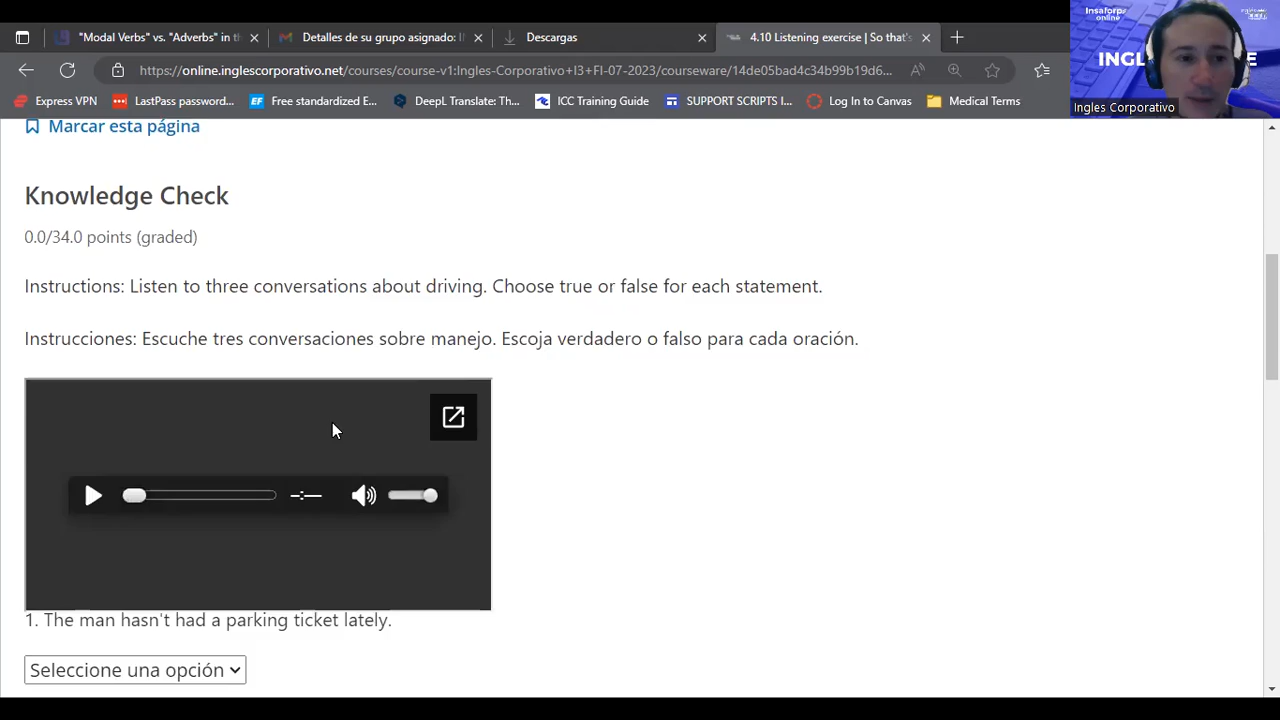 "Modal Verbs" vs. "Adverbs" in th
Detalles de su grupo asignado: II
Descargas
4.10 Listening exercise | So that's
https://online.inglescorporativo.net/courses/course-v1:Ingles-Corporativo+I3+FI-07-2023/courseware/14de05bad4c34b99b19d6...
Express VPN
LastPass password...
EF
Free standardized E...
DeepL Translate: Th...
ICC Training Guide
SUPPORT SCRIPTS I...
Log In to Canvas
Medical Terms
Insaforp
online
INGL
E
Ingles Corporativo
Marcar esta página
Knowledge Check
0.0/34.0 points (graded)
Instructions: Listen to three conversations about driving. Choose true or false for each statement.
Instrucciones: Escuche tres conversaciones sobre manejo. Escoja verdadero o falso para cada oración.
-:--
1. The man hasn't had a parking ticket lately.
Seleccione una opción